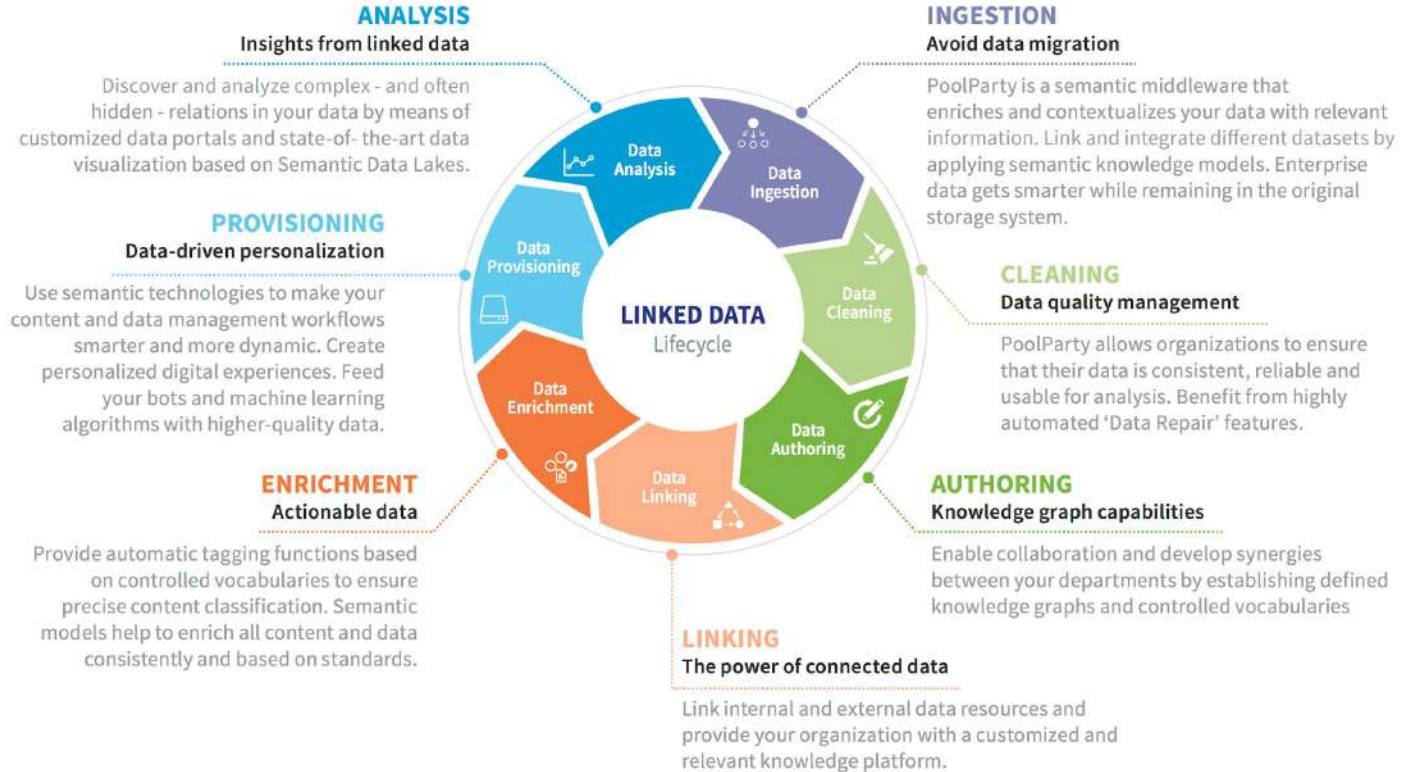 ANALYSIS
Insights from linked data
Discover and analyze complex - and often
hidden - relations in your data by means of
customized data portals and state-of- the-art data
visualization based on Semantic Data Lakes.
INGESTION
Avoid data migration
PoolParty is a semantic middleware that
enriches and contextualizes your data with relevant
information. Link and integrate different datasets by
applying semantic knowledge models. Enterprise
data gets smarter while remaining in the original
storage system.
PROVISIONING
Data-driven personalization
Use semantic technologies to make your
content and data management workflows
smarter and more dynamic. Create
personalized digital experiences. Feed
your bots and machine learning
algorithms with higher-quality data.
Data
Analysis
Data
Ingestion
Data
Provisioning
Data
Cleaning
LINKED DATA
Lifecycle
Data
Enrichment
Data
Authoring
Data
Linking
CLEANING
Data quality management
PoolParty allows organizations to ensure
that their data is consistent, reliable and
usable for analysis. Benefit from highly
automated ‘Data Repair’ features.
ENRICHMENT
Actionable data
Provide automatic tagging functions based
on controlled vocabularies to ensure
precise content classification. Semantic
models help to enrich all content and data
consistently and based on standards.
AUTHORING
Knowledge graph capabilities
Enable collaboration and develop synergies
between your departments by establishing defined
knowledge graphs and controlled vocabularies
LINKING
The power of connected data
Link internal and external data resources and
provide your organization with a customized and
relevant knowledge platform.